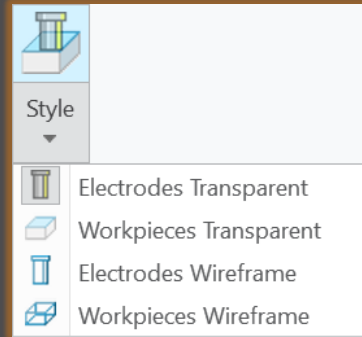 Style
Electrodes Transparent
Workpieces Transparent
Electrodes Wireframe
Workpieces Wireframe